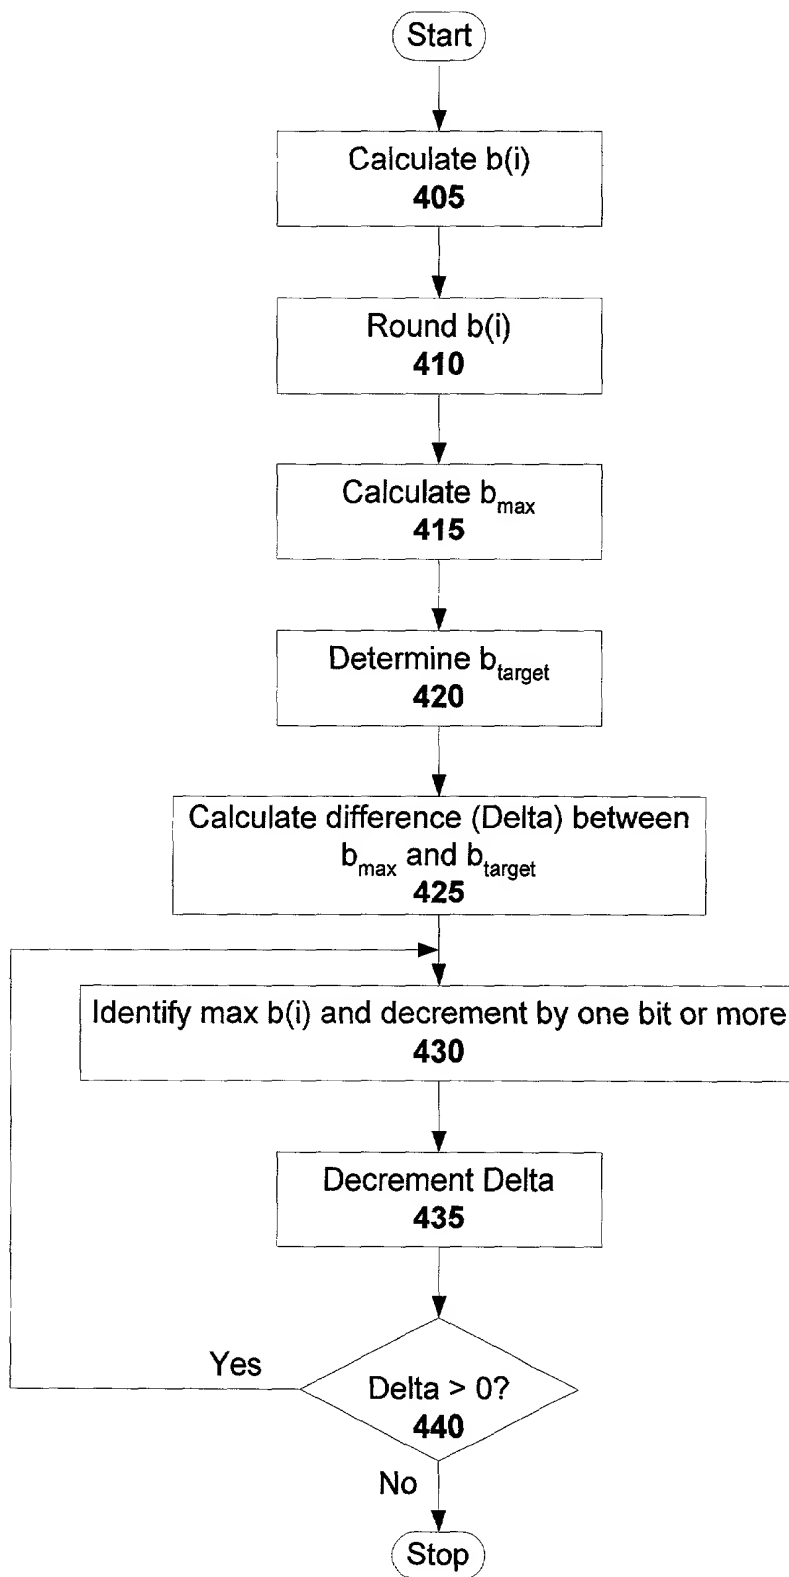 Start
Calculate b(i)
405
Round b(i)
410
Calculate b_max
415
Determine b_target
420
Calculate difference (Delta) between
b_max and b_target
425
Identify max b(i) and decrement by one bit or more
430
Decrement Delta
435
Yes
Delta > 0?
440
No
Stop